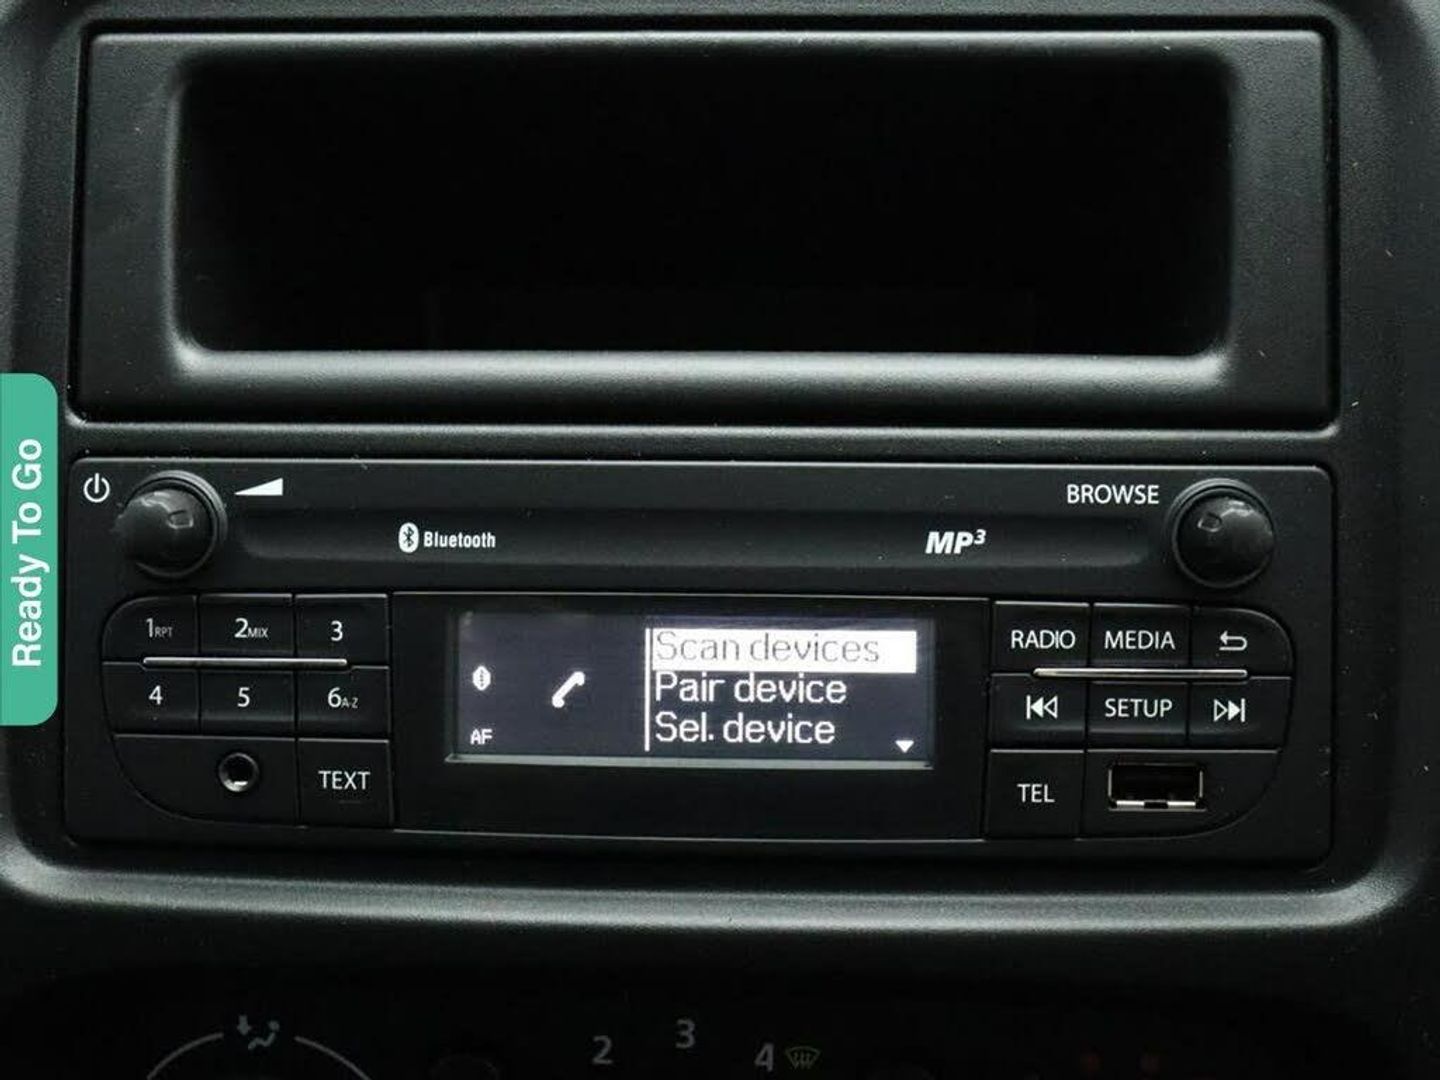 Ready To Go
BROWSE
Bluetooth
MP3
1RPT
2MIX
3
4
5
6A-Z
TEXT
AF
Scan devices
Pair device
Sel. device
RADIO
MEDIA
SETUP
TEL
2
3
4